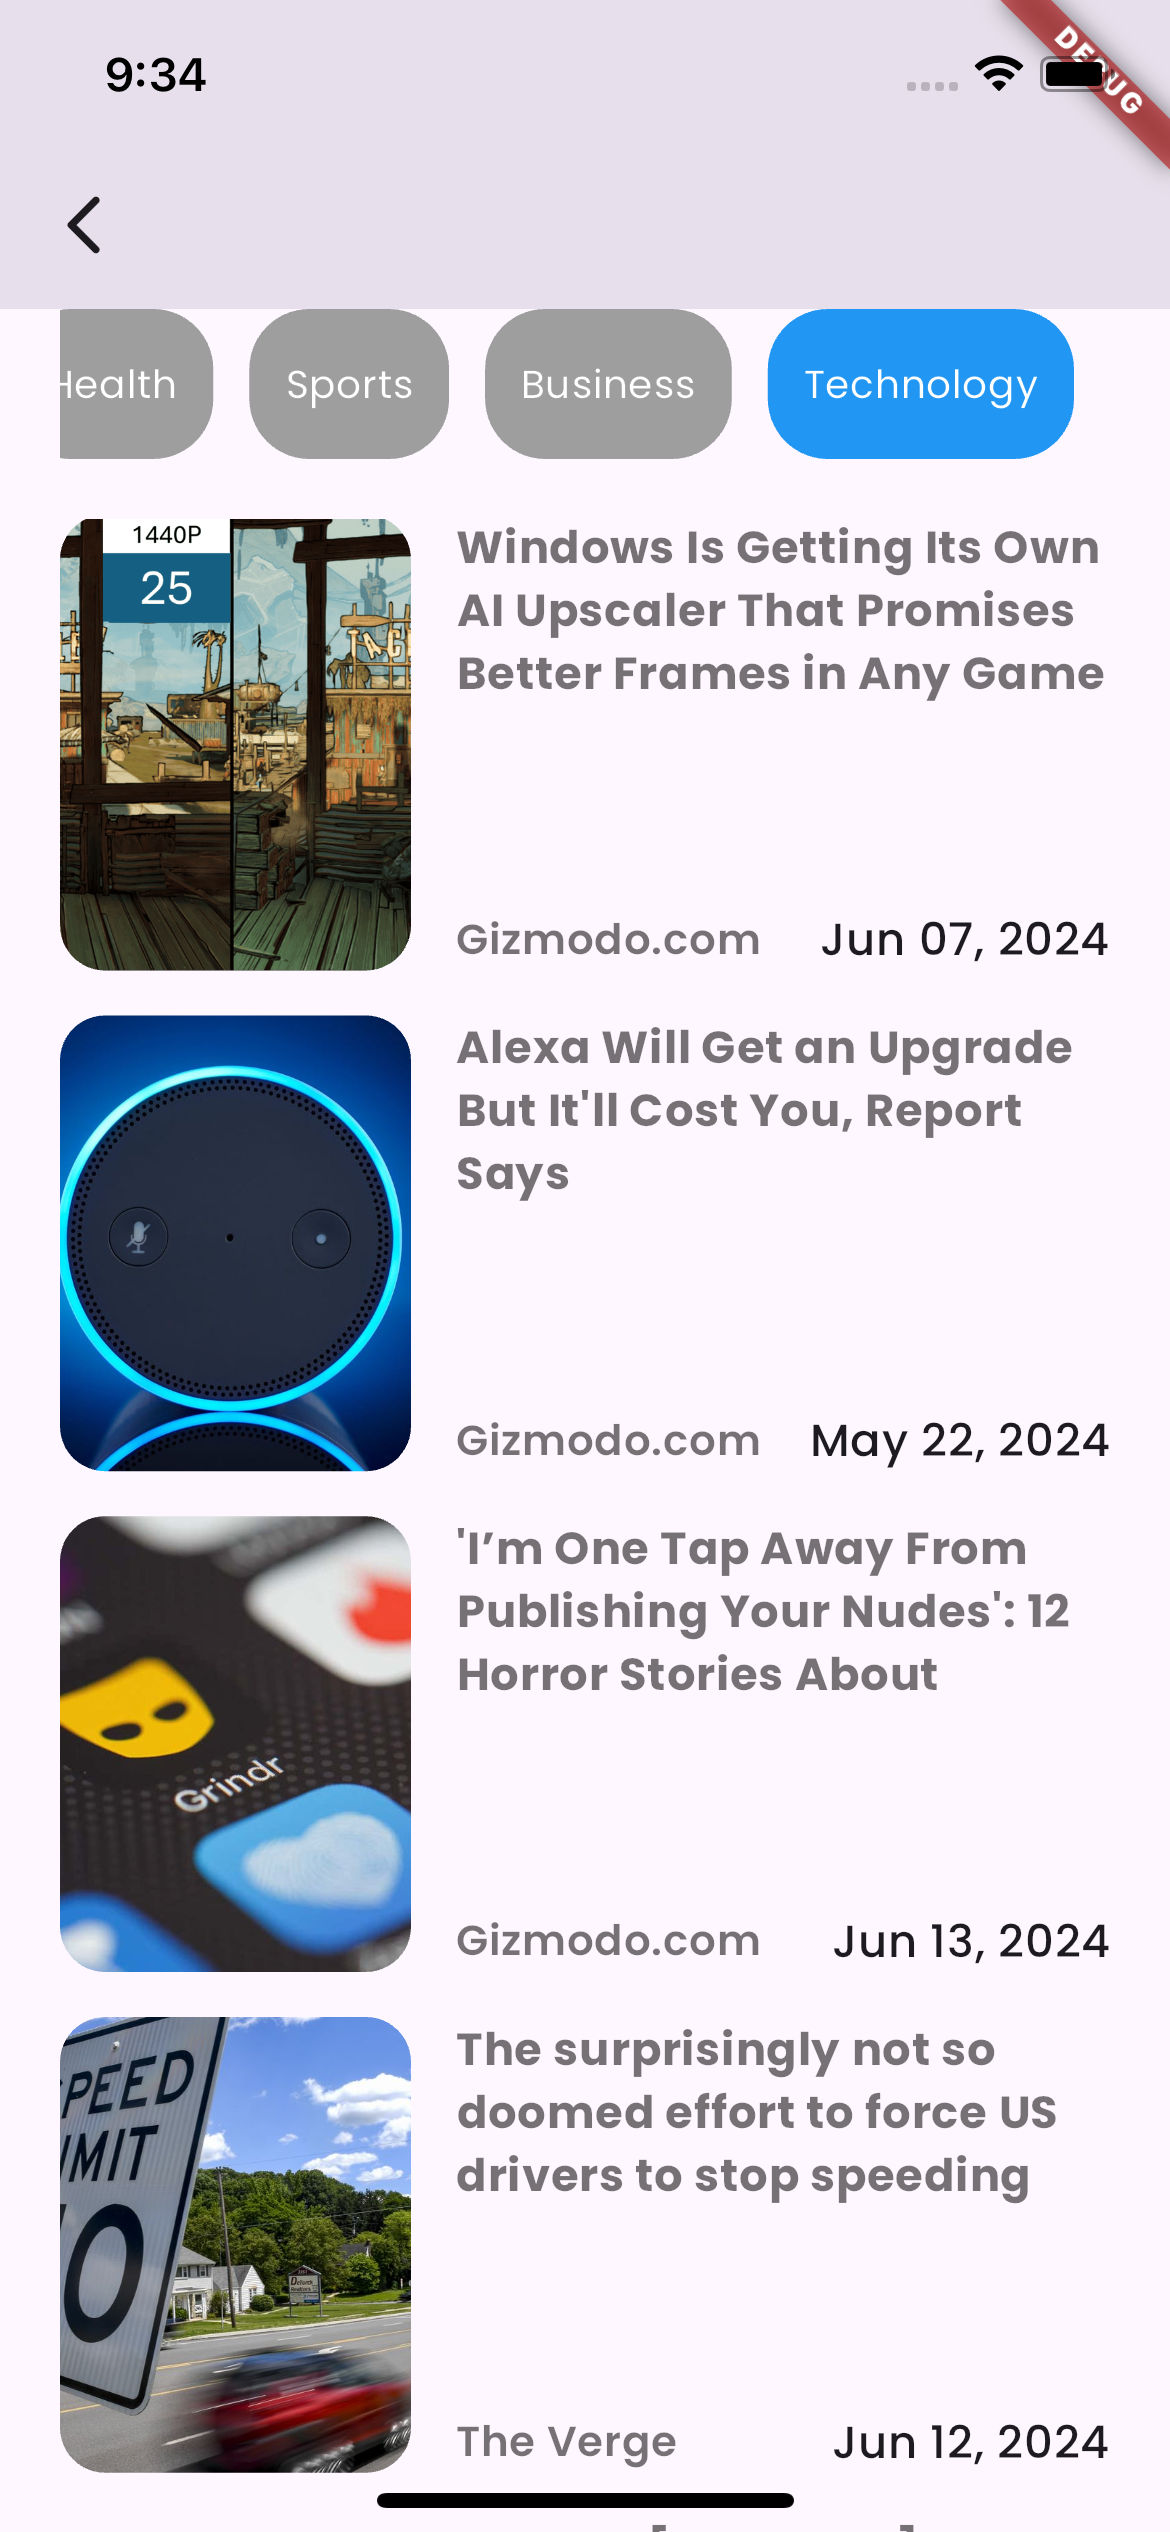 9:34
DEBUG
Health
Sports
Business
Technology
1440P
25
Windows Is Getting Its Own
AI Upscaler That Promises
Better Frames in Any Game
Gizmodo.com
Jun 07, 2024
Alexa Will Get an Upgrade
But It'll Cost You, Report
Says
Gizmodo.com
May 22, 2024
'I’m One Tap Away From
Publishing Your Nudes': 12
Horror Stories About
Grindr
Gizmodo.com
Jun 13, 2024
The surprisingly not so
doomed effort to force US
drivers to stop speeding
PEED
IMIT
0
The Verge
Jun 12, 2024